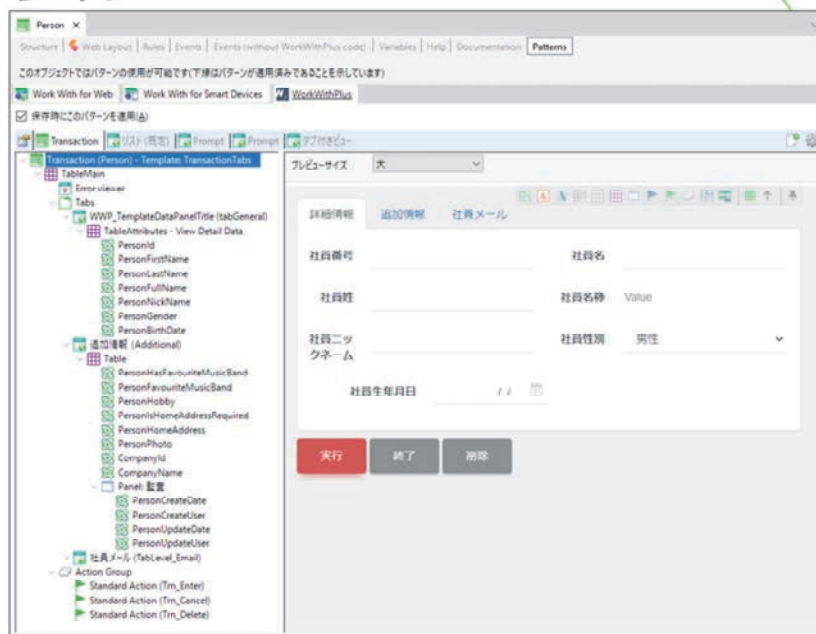 Person ×
Structure | Web Layout | Rules | Events | Events (without WorkWithPlus code) | Variables | Help | Documentation | Patterns
このオブジェクトではパターンの使用が可能です(下線はパターンが適用済みであることを示しています)
Work With for Web Work With for Smart Devices WorkWithPlus
保存時にこのパターンを適用(A)
Transaction リスト (既定) Prompt Prompt タブ付きビュー
Transaction (Person) - Template: TransactionTabs
TableMain
Error viewer
Tabs
WWP_TemplateDataPanelTitle (tabGeneral)
TableAttributes - View Detail Data
PersonId
PersonFirstName
PersonLastName
PersonFullName
PersonNickName
PersonGender
PersonBirthDate
追加情報 (Additional)
Table
PersonHasFavouriteMusicBand
PersonFavouriteMusicBand
PersonHobby
PersonIsHomeAddressRequired
PersonHomeAddress
PersonPhoto
CompanyId
CompanyName
Panel: 監査
PersonCreateDate
PersonCreateUser
PersonUpdateDate
PersonUpdateUser
社員メール (TabLevel_Email)
Action Group
Standard Action (Trn_Enter)
Standard Action (Trn_Cancel)
Standard Action (Trn_Delete)
プレビューサイズ 大
詳細情報 追加情報 社員メール
社員番号 社員名
社員姓 社員名称 Value
社員ニックネーム 社員性別 男性
社員生年月日 / /
実行 終了 削除